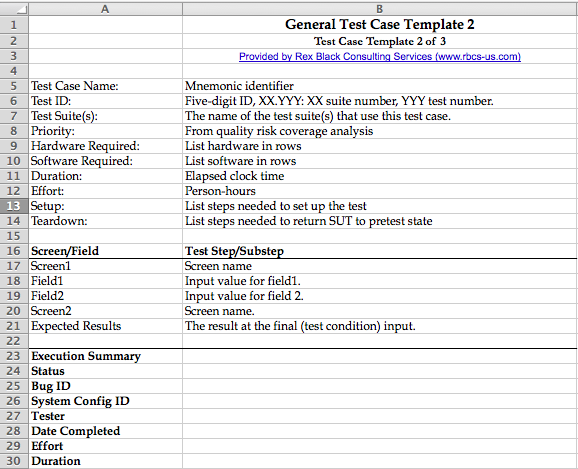 A B
1 General Test Case Template 2
2 Test Case Template 2 of 3
3 Provided by Rex Black Consulting Services (www.rbcs-us.com)
4
5 Test Case Name: Mnemonic identifier
6 Test ID: Five-digit ID, XX.YYY: XX suite number, YYY test number.
7 Test Suite(s): The name of the test suite(s) that use this test case.
8 Priority: From quality risk coverage analysis
9 Hardware Required: List hardware in rows
10 Software Required: List software in rows
11 Duration: Elapsed clock time
12 Effort: Person-hours
13 Setup: List steps needed to set up the test
14 Teardown: List steps needed to return SUT to pretest state
15
16 Screen/Field Test Step/Substep
17 Screen1 Screen name
18 Field1 Input value for field1.
19 Field2 Input value for field 2.
20 Screen2 Screen name.
21 Expected Results The result at the final (test condition) input.
22
23 Execution Summary
24 Status
25 Bug ID
26 System Config ID
27 Tester
28 Date Completed
29 Effort
30 Duration